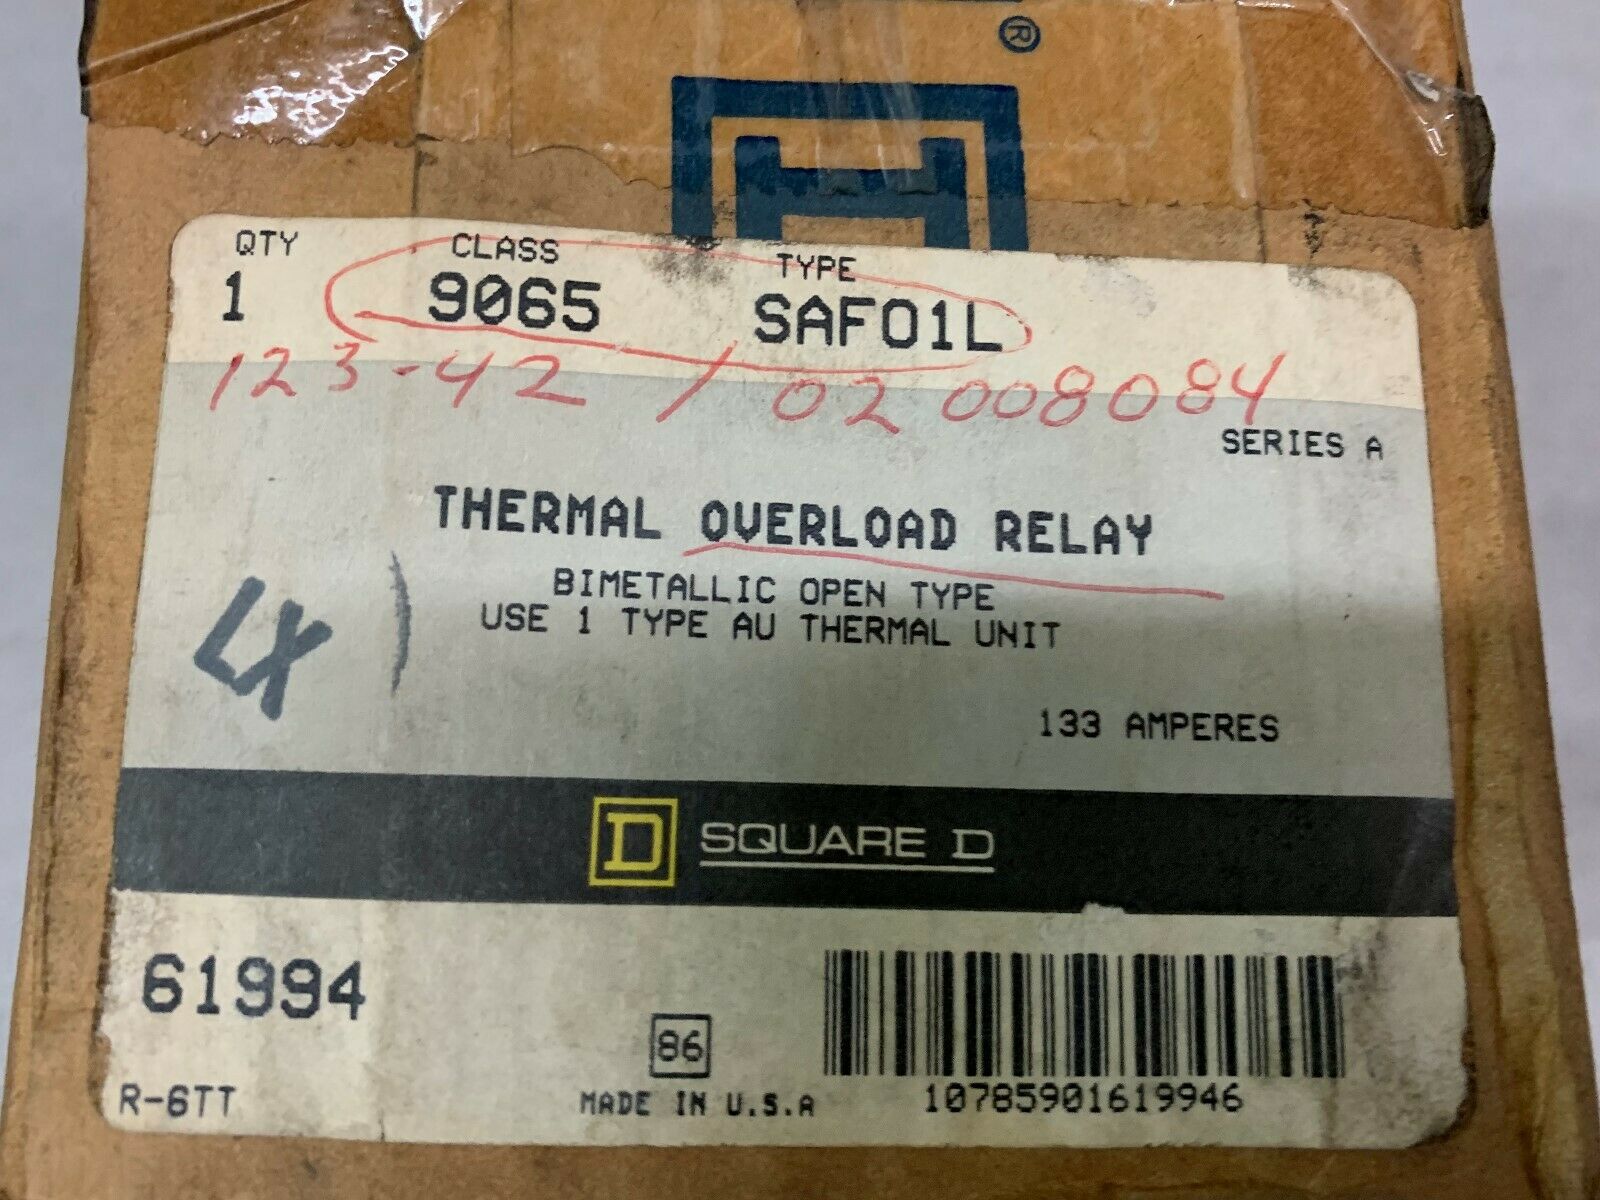 ®
QTY CLASS TYPE
1 9065 SAFO1L
123-42 / 02 008084
SERIES A
THERMAL OVERLOAD RELAY
BIMETALLIC OPEN TYPE
USE 1 TYPE AU THERMAL UNIT
LX
133 AMPERES
D SQUARE D
61994
86
R-6TT
MADE IN U.S.A
10785901619946